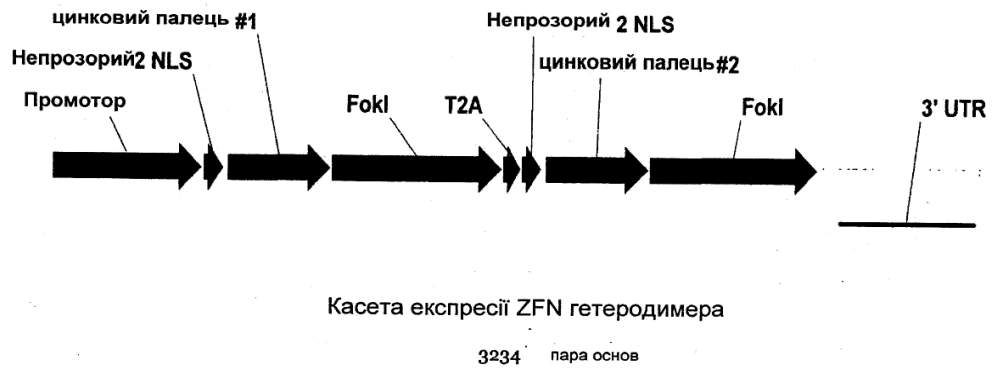 цинковий палець #1
Непрозорий 2 NLS
Непрозорий2 NLS
цинковий палець#2
Промотор
FokI
T2A
FokI
3' UTR
Касета експресії ZFN гетеродимера
3234 пара основ